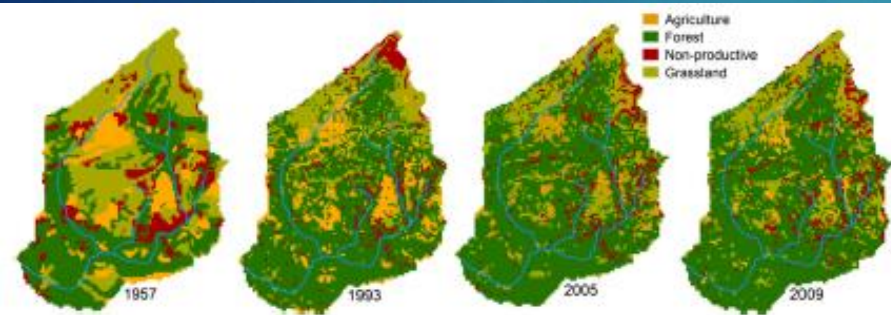 Agriculture
Forest
Non-productive
Grassland
1957
1993
2005
2009